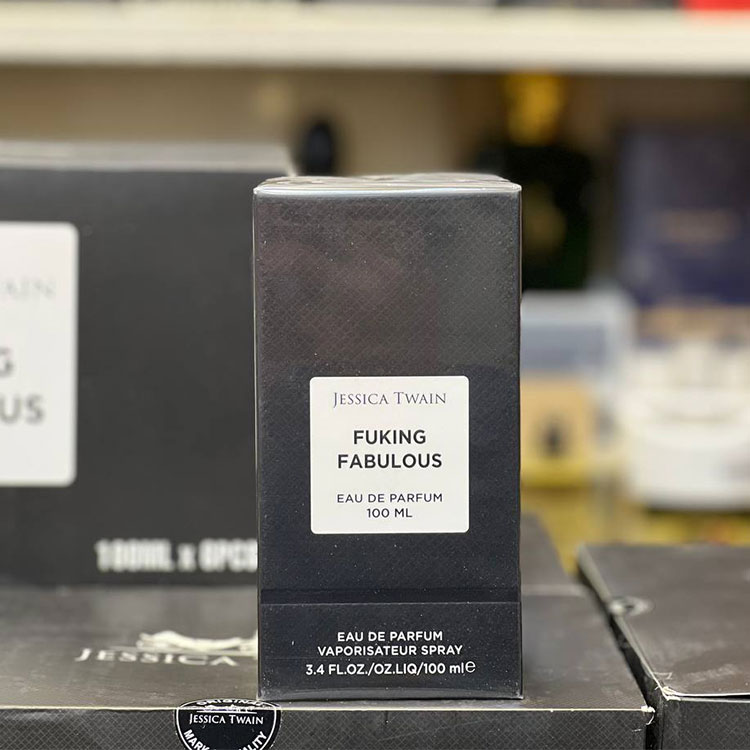 JESSICA TWAIN
FUKING
FABULOUS
EAU DE PARFUM
100 ML
EAU DE PARFUM
VAPORISATEUR SPRAY
3.4 FL.OZ./OZ.LIQ/100 ml℮
AIN
G
US
100ML x 6PCS
JESSICA
ORIGINAL
JESSICA TWAIN